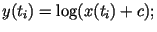 y(t_i) = log(x(t_i) + c);